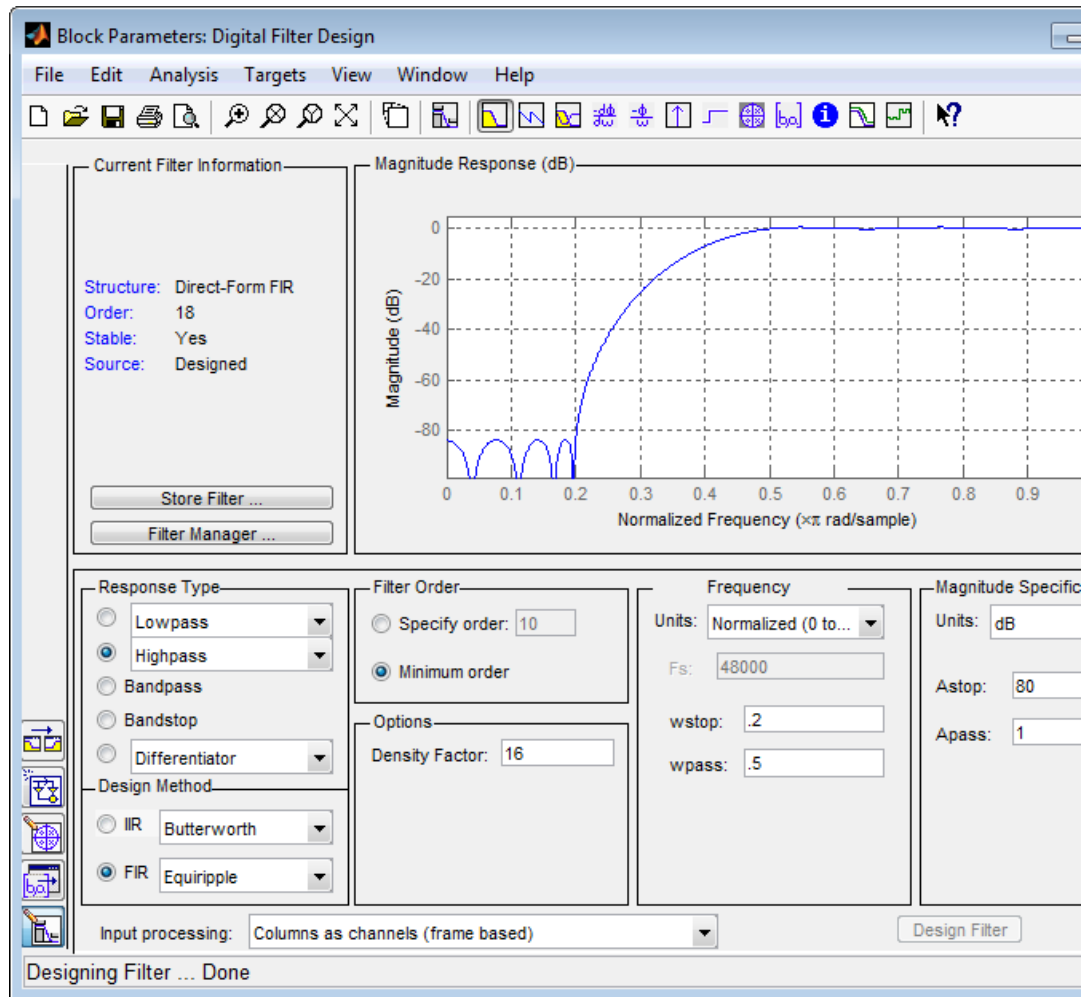 Block Parameters: Digital Filter Design
File Edit Analysis Targets View Window Help
Current Filter Information
Structure: Direct-Form FIR
Order: 18
Stable: Yes
Source: Designed
Store Filter ...
Filter Manager ...
Magnitude Response (dB)
Magnitude (dB)
0
-20
-40
-60
-80
0 0.1 0.2 0.3 0.4 0.5 0.6 0.7 0.8 0.9
Normalized Frequency (×π rad/sample)
Response Type
Lowpass
Highpass
Bandpass
Bandstop
Differentiator
Design Method
IIR Butterworth
FIR Equiripple
Filter Order
Specify order: 10
Minimum order
Options
Density Factor: 16
Frequency
Units: Normalized (0 to...
Fs: 48000
wstop: .2
wpass: .5
Magnitude Specific
Units: dB
Astop: 80
Apass: 1
Input processing: Columns as channels (frame based)
Design Filter
Designing Filter ... Done